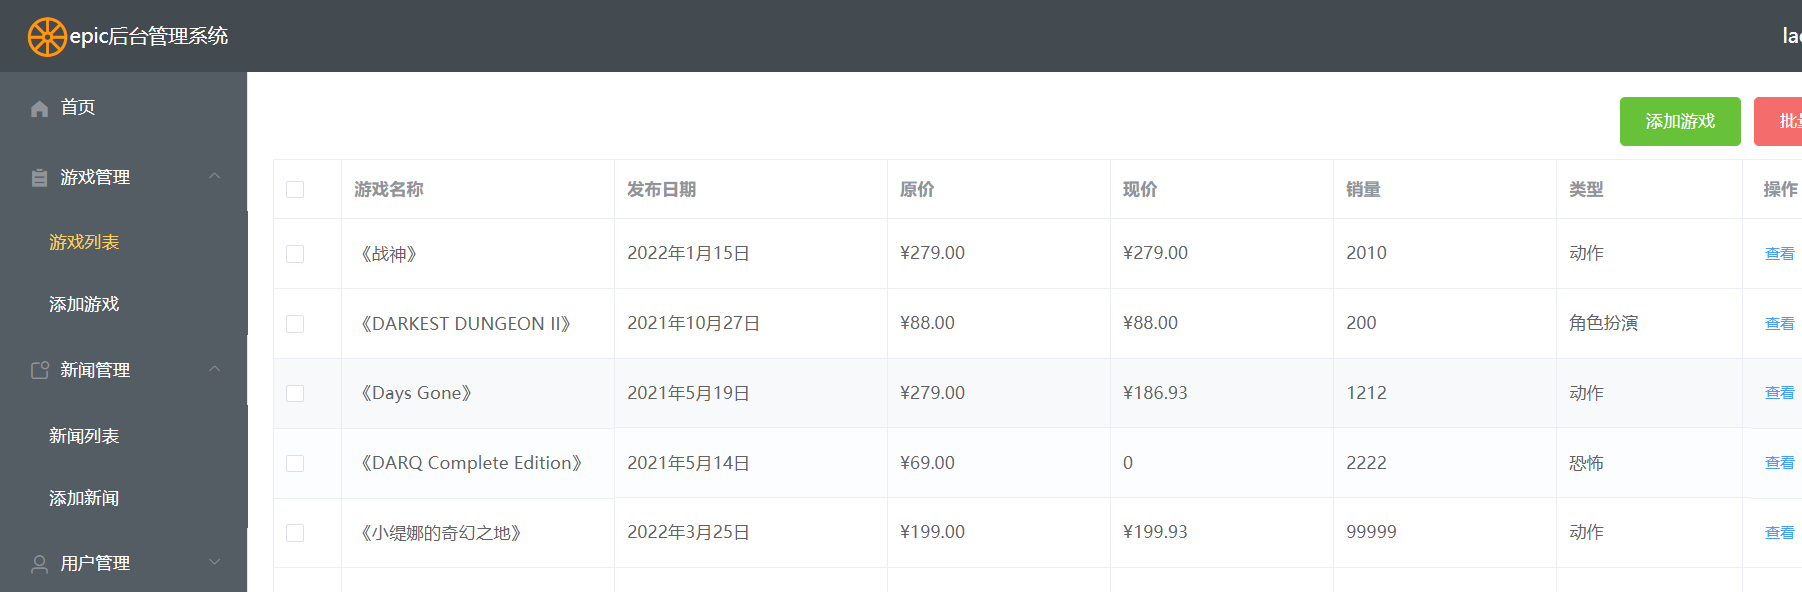 epic后台管理系统
首页
游戏管理
游戏列表
添加游戏
新闻管理
新闻列表
添加新闻
用户管理
添加游戏
游戏名称 发布日期 原价 现价 销量 类型 操作
《战神》 2022年1月15日 ¥279.00 ¥279.00 2010 动作 查看
《DARKEST DUNGEON II》 2021年10月27日 ¥88.00 ¥88.00 200 角色扮演 查看
《Days Gone》 2021年5月19日 ¥279.00 ¥186.93 1212 动作 查看
《DARQ Complete Edition》 2021年5月14日 ¥69.00 0 2222 恐怖 查看
《小缇娜的奇幻之地》 2022年3月25日 ¥199.00 ¥199.93 99999 动作 查看